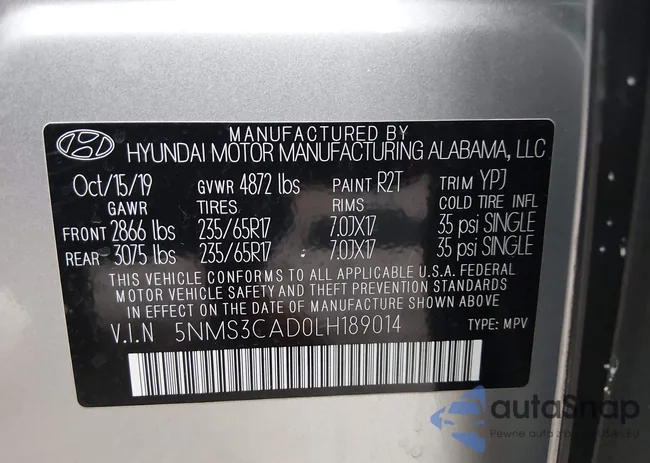 MANUFACTURED BY
HYUNDAI MOTOR MANUFACTURING ALABAMA, LLC
Oct/15/19 GVWR 4872 lbs PAINT R2T TRIM YPJ
GAWR TIRES RIMS COLD TIRE INFL
FRONT 2866 lbs 235/65R17 7.0JX17 35 psi SINGLE
REAR 3075 lbs 235/65R17 7.0JX17 35 psi SINGLE
THIS VEHICLE CONFORMS TO ALL APPLICABLE U.S.A. FEDERAL
MOTOR VEHICLE SAFETY AND THEFT PREVENTION STANDARDS
IN EFFECT ON THE DATE OF MANUFACTURE SHOWN ABOVE
V.I.N 5NMS3CAD0LH189014 TYPE: MPV
autaSnap
Pewne auto z